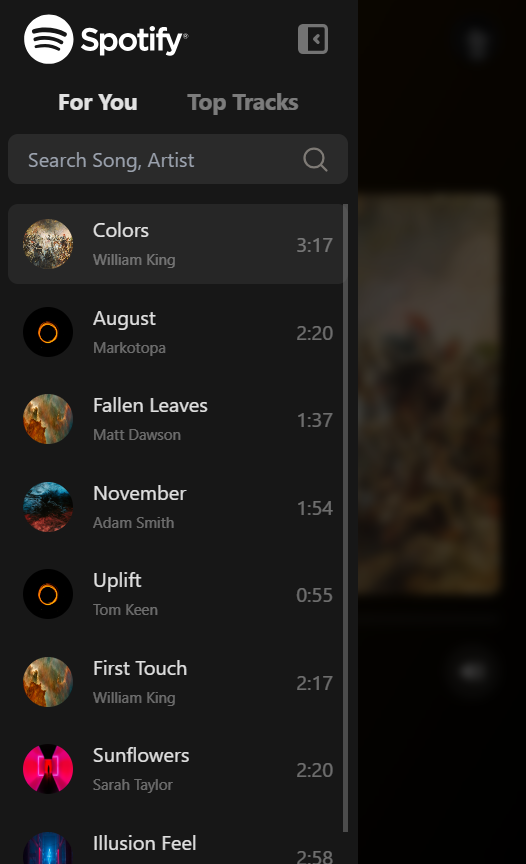 Spotify®
For You
Top Tracks
Search Song, Artist
Colors
William King
3:17
August
Markotopa
2:20
Fallen Leaves
Matt Dawson
1:37
November
Adam Smith
1:54
Uplift
Tom Keen
0:55
First Touch
William King
2:17
Sunflowers
Sarah Taylor
2:20
Illusion Feel
2:58